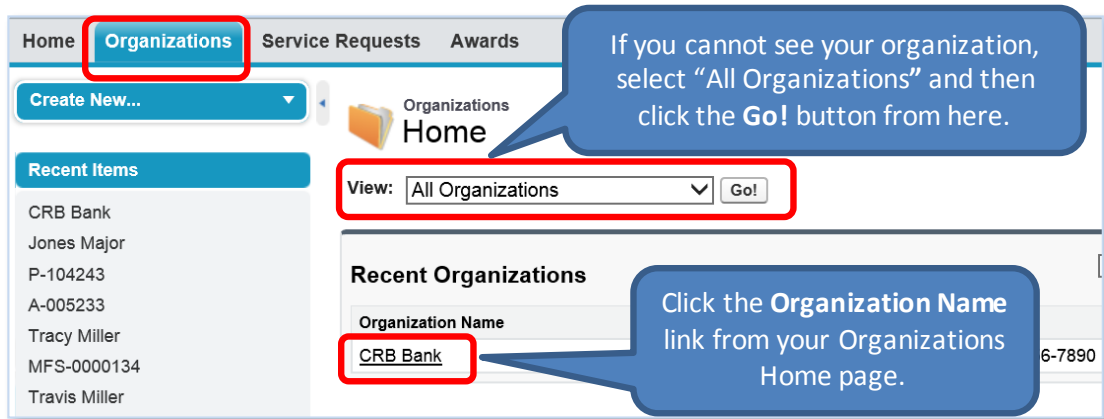 Home Organizations Service Requests Awards
If you cannot see your organization,
select “All Organizations” and then
click the Go! button from here.
Create New...
Organizations
Home
Recent Items
View: All Organizations Go!
CRB Bank
Jones Major
P-104243
A-005233
Tracy Miller
MFS-0000134
Travis Miller
Recent Organizations
Organization Name
CRB Bank
6-7890
Click the Organization Name
link from your Organizations
Home page.